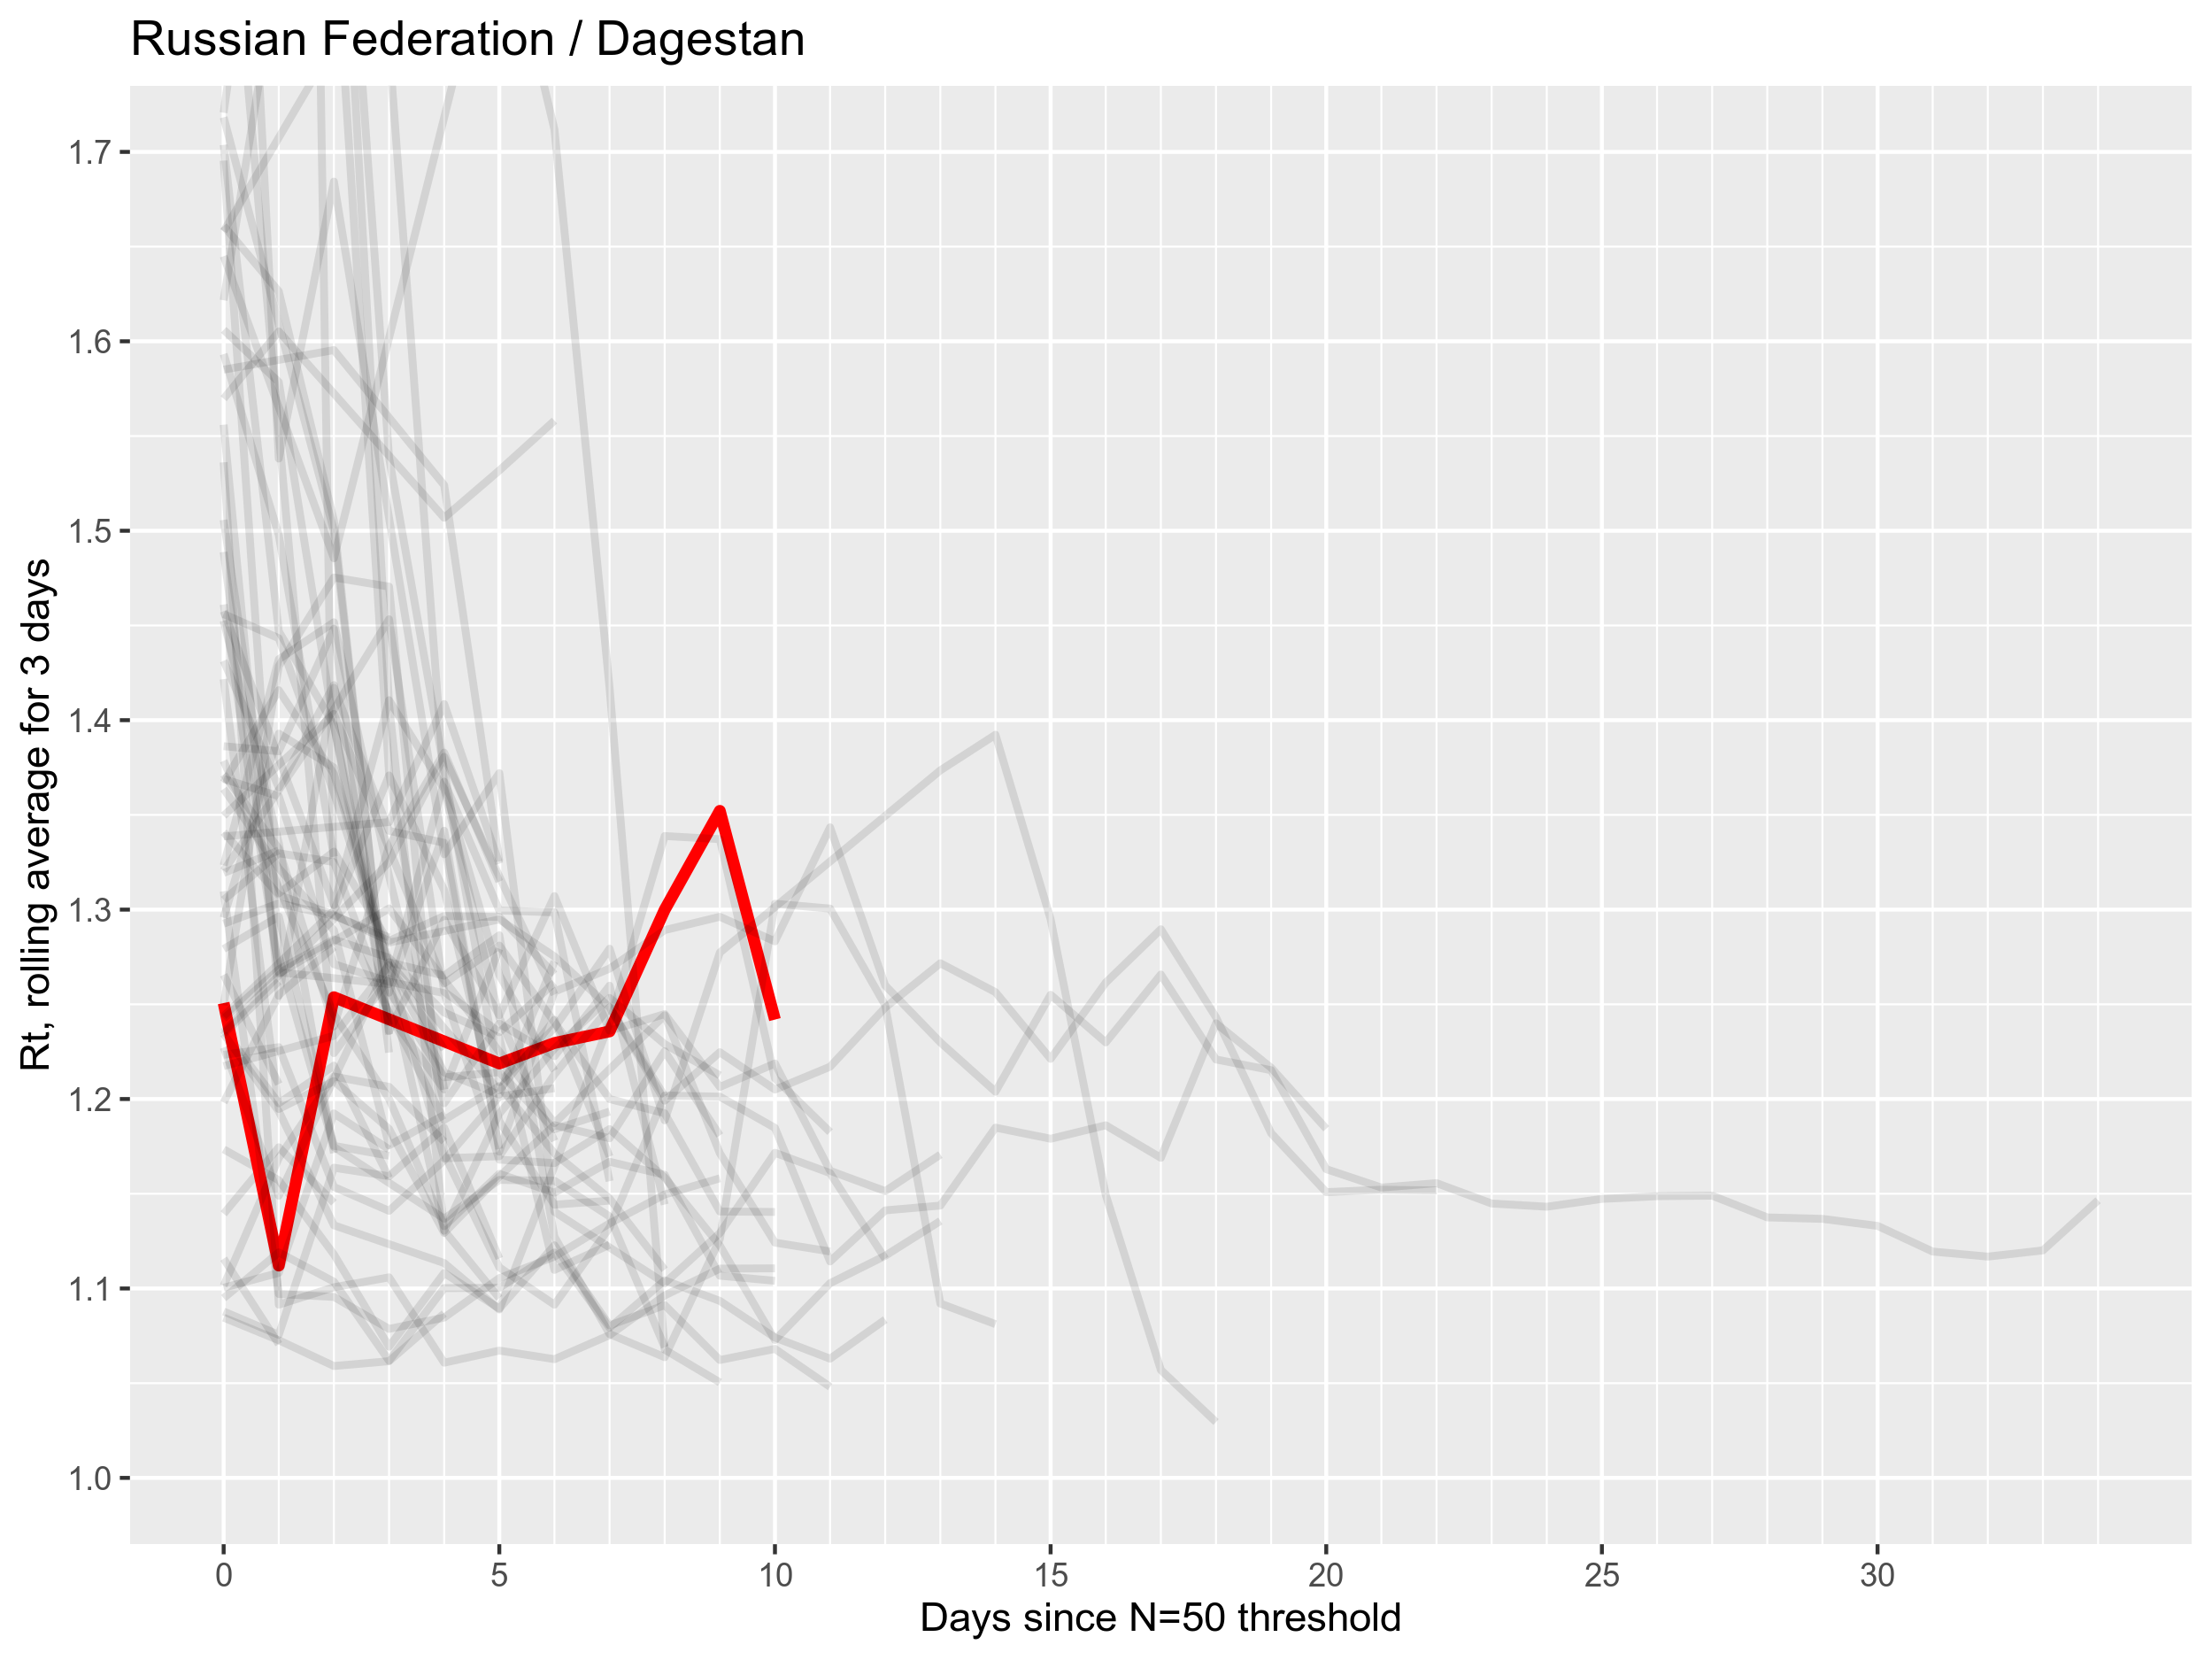 Russian Federation / Dagestan
Rt, rolling average for 3 days
1.7
1.6
1.5
1.4
1.3
1.2
1.1
1.0
0 5 10 15 20 25 30
Days since N=50 threshold